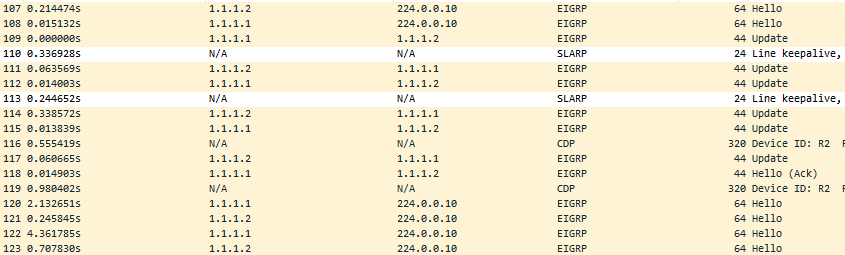 107 0.214474s 1.1.1.2 224.0.0.10 EIGRP 64 Hello
108 0.015132s 1.1.1.1 224.0.0.10 EIGRP 64 Hello
109 0.000000s 1.1.1.1 1.1.1.2 EIGRP 44 Update
110 0.336928s N/A N/A SLARP 24 Line keepalive,
111 0.063569s 1.1.1.2 1.1.1.1 EIGRP 44 Update
112 0.014003s 1.1.1.1 1.1.1.2 EIGRP 44 Update
113 0.244652s N/A N/A SLARP 24 Line keepalive,
114 0.338572s 1.1.1.2 1.1.1.1 EIGRP 44 Update
115 0.013839s 1.1.1.1 1.1.1.2 EIGRP 44 Update
116 0.555419s N/A N/A CDP 320 Device ID: R2
117 0.060665s 1.1.1.2 1.1.1.1 EIGRP 44 Update
118 0.014903s 1.1.1.1 1.1.1.2 EIGRP 44 Hello (Ack)
119 0.980402s N/A N/A CDP 320 Device ID: R2
120 2.132651s 1.1.1.1 224.0.0.10 EIGRP 64 Hello
121 0.245845s 1.1.1.2 224.0.0.10 EIGRP 64 Hello
122 4.361785s 1.1.1.1 224.0.0.10 EIGRP 64 Hello
123 0.707830s 1.1.1.2 224.0.0.10 EIGRP 64 Hello